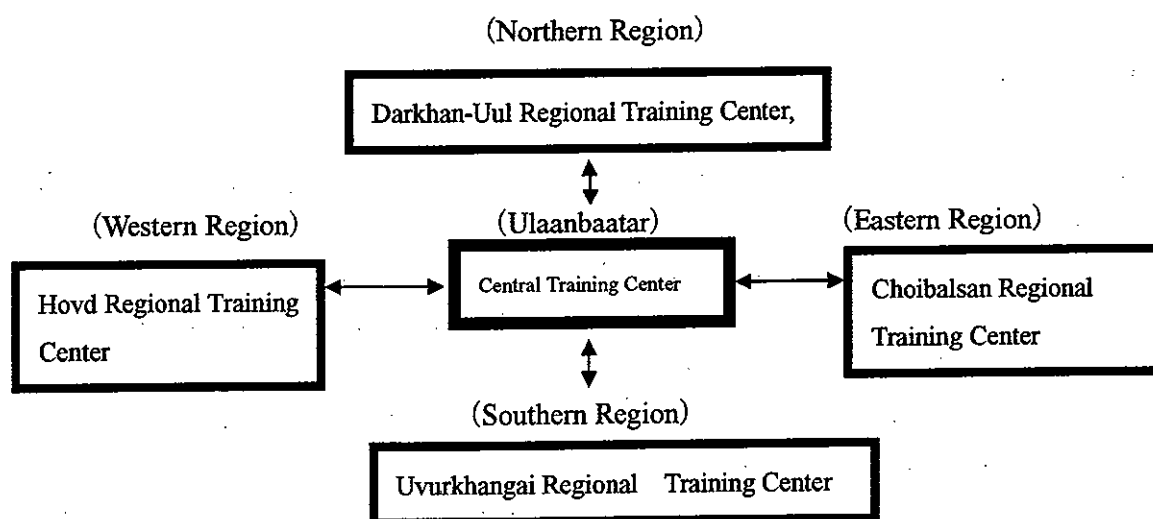 (Northern Region)
Darkhan-Uul Regional Training Center,
(Western Region)
(Ulaanbaatar)
(Eastern Region)
Hovd Regional Training
Center
Central Training Center
Choibalsan Regional
Training Center
(Southern Region)
Uvurkhangai Regional Training Center